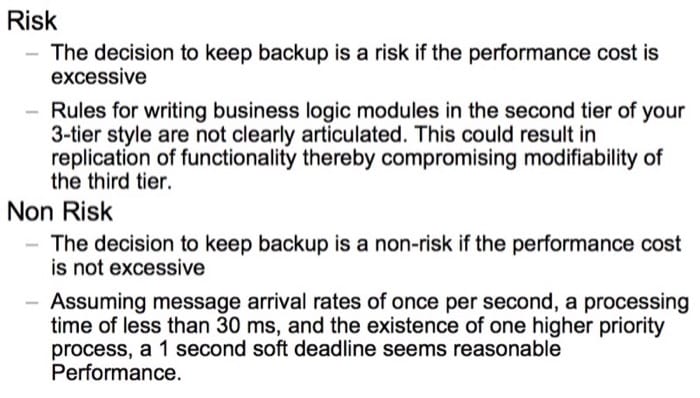 Risk
– The decision to keep backup is a risk if the performance cost is
excessive
– Rules for writing business logic modules in the second tier of your
3-tier style are not clearly articulated. This could result in
replication of functionality thereby compromising modifiability of
the third tier.
Non Risk
– The decision to keep backup is a non-risk if the performance cost
is not excessive
– Assuming message arrival rates of once per second, a processing
time of less than 30 ms, and the existence of one higher priority
process, a 1 second soft deadline seems reasonable
Performance.